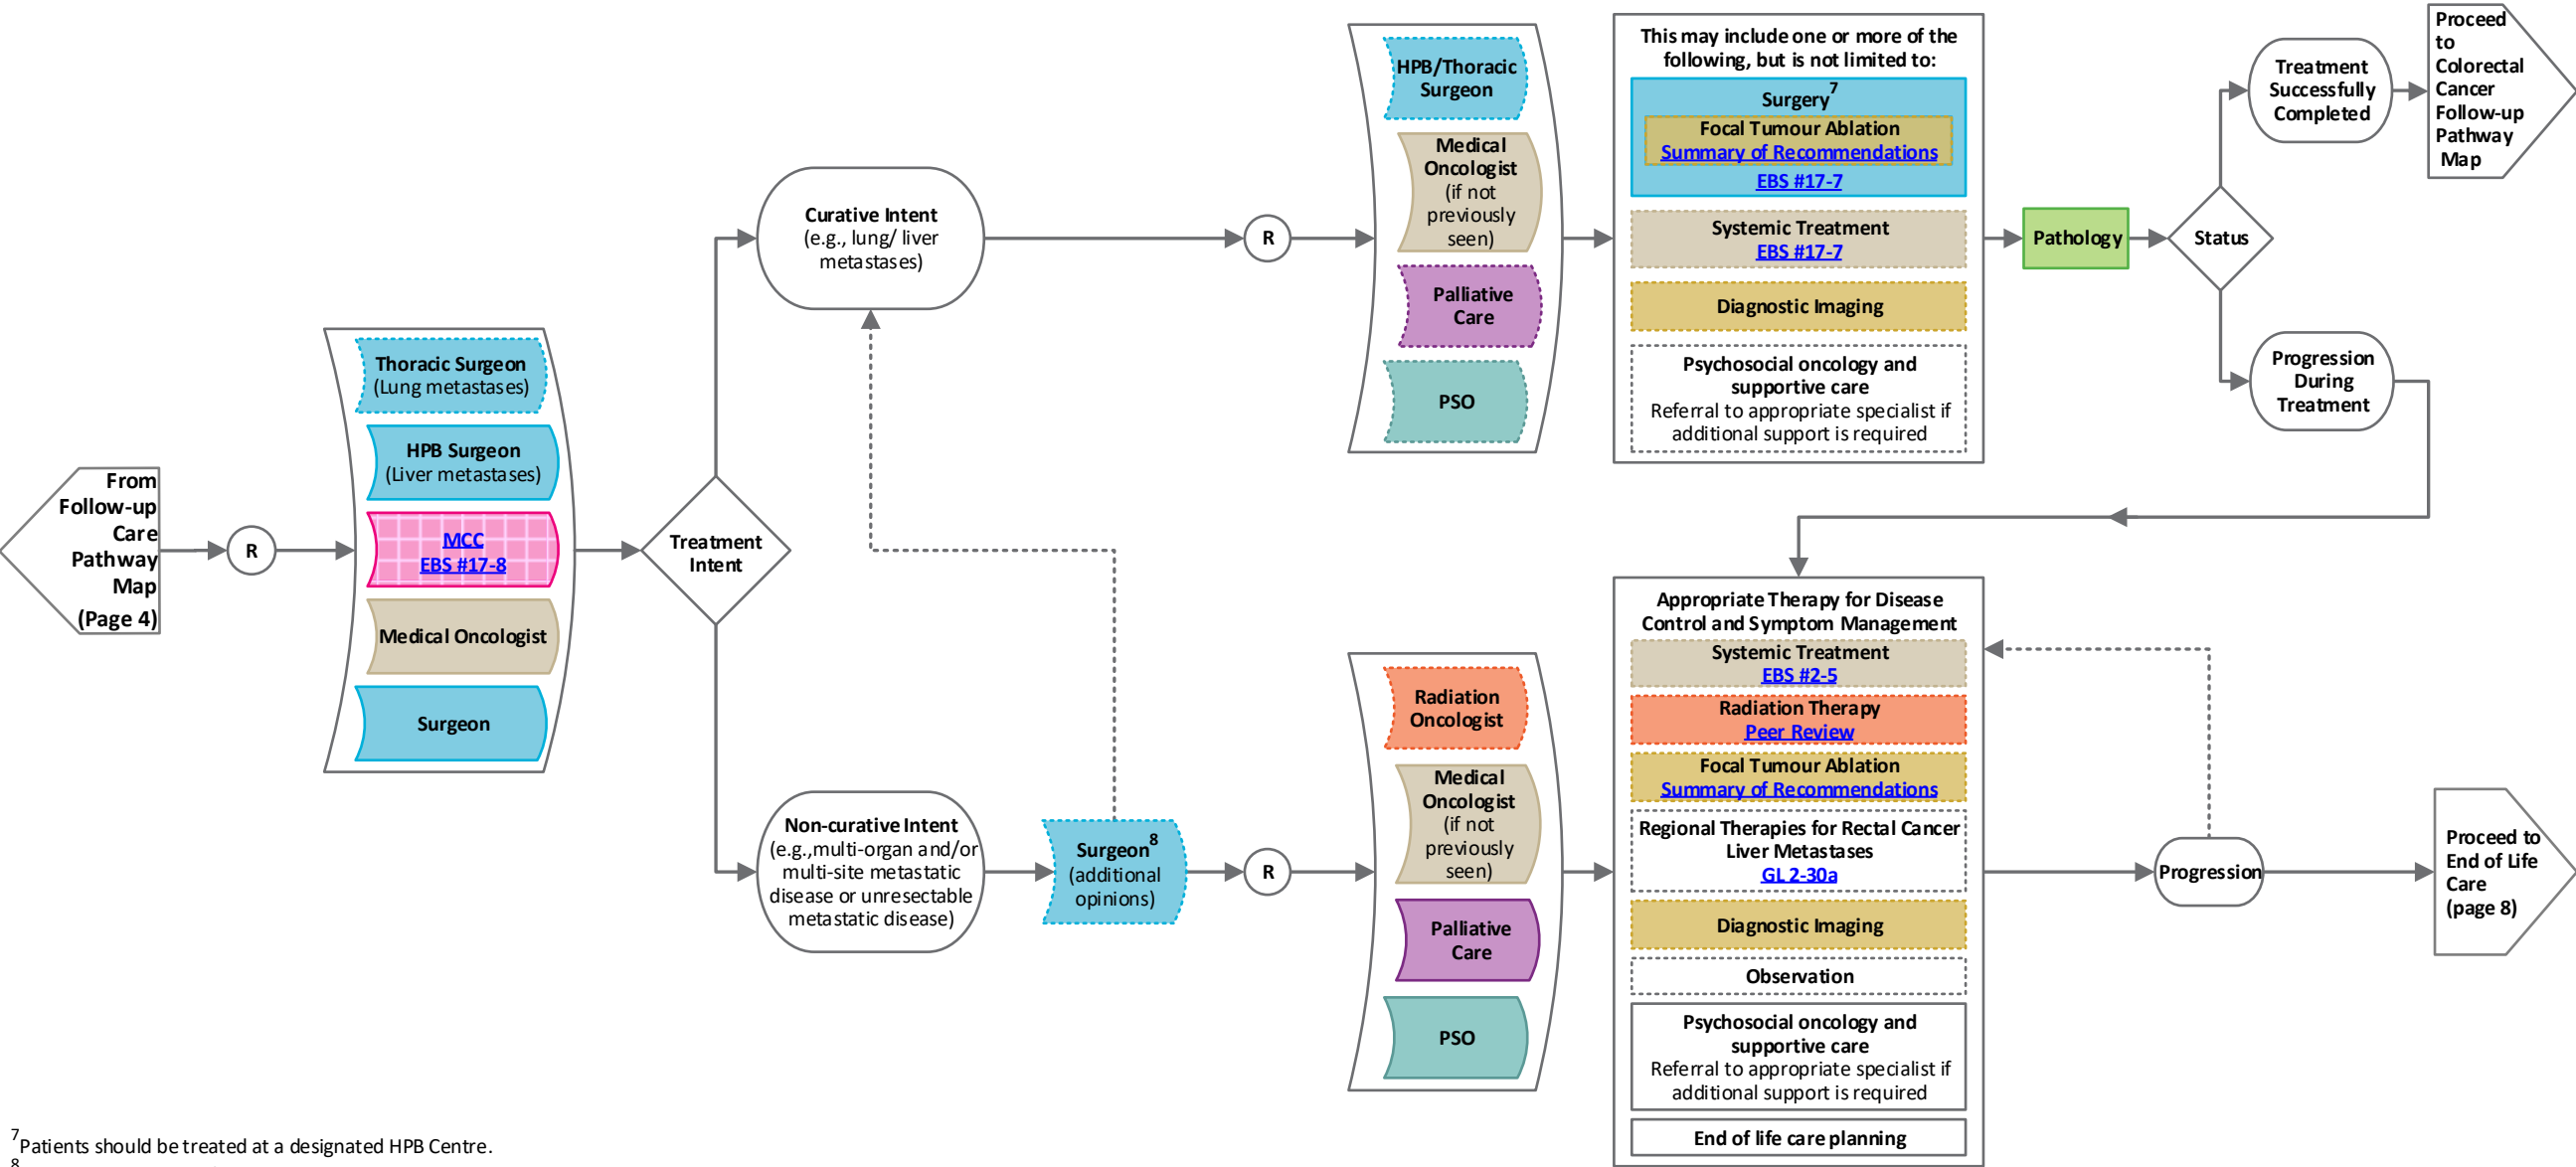 From
Follow-up
Care
Pathway
Map
(Page 4)
R
Thoracic Surgeon
(Lung metastases)
HPB Surgeon
(Liver metastases)
MCC
EBS #17-8
Medical Oncologist
Surgeon
Treatment
Intent
Curative Intent
(e.g., lung/ liver
metastases)
R
HPB/Thoracic
Surgeon
Medical
Oncologist
(if not
previously
seen)
Palliative
Care
PSO
This may include one or more of the
following, but is not limited to:
Surgery7
Focal Tumour Ablation
Summary of Recommendations
EBS #17-7
Systemic Treatment
EBS #17-7
Diagnostic Imaging
Psychosocial oncology and
supportive care
Referral to appropriate specialist if
additional support is required
Pathology
Status
Treatment
Successfully
Completed
Proceed
to
Colorectal
Cancer
Follow-up
Pathway
Map
Progression
During
Treatment
Non-curative Intent
(e.g.,multi-organ and/or
multi-site metastatic
disease or unresectable
metastatic disease)
Surgeon8
(additional
opinions)
R
Radiation
Oncologist
Medical
Oncologist
(if not
previously
seen)
Palliative
Care
PSO
Appropriate Therapy for Disease
Control and Symptom Management
Systemic Treatment
EBS #2-5
Radiation Therapy
Peer Review
Focal Tumour Ablation
Summary of Recommendations
Regional Therapies for Rectal Cancer
Liver Metastases
GL 2-30a
Diagnostic Imaging
Observation
Psychosocial oncology and
supportive care
Referral to appropriate specialist if
additional support is required
End of life care planning
Progression
Proceed to
End of Life
Care
(page 8)
7Patients should be treated at a designated HPB Centre.
8